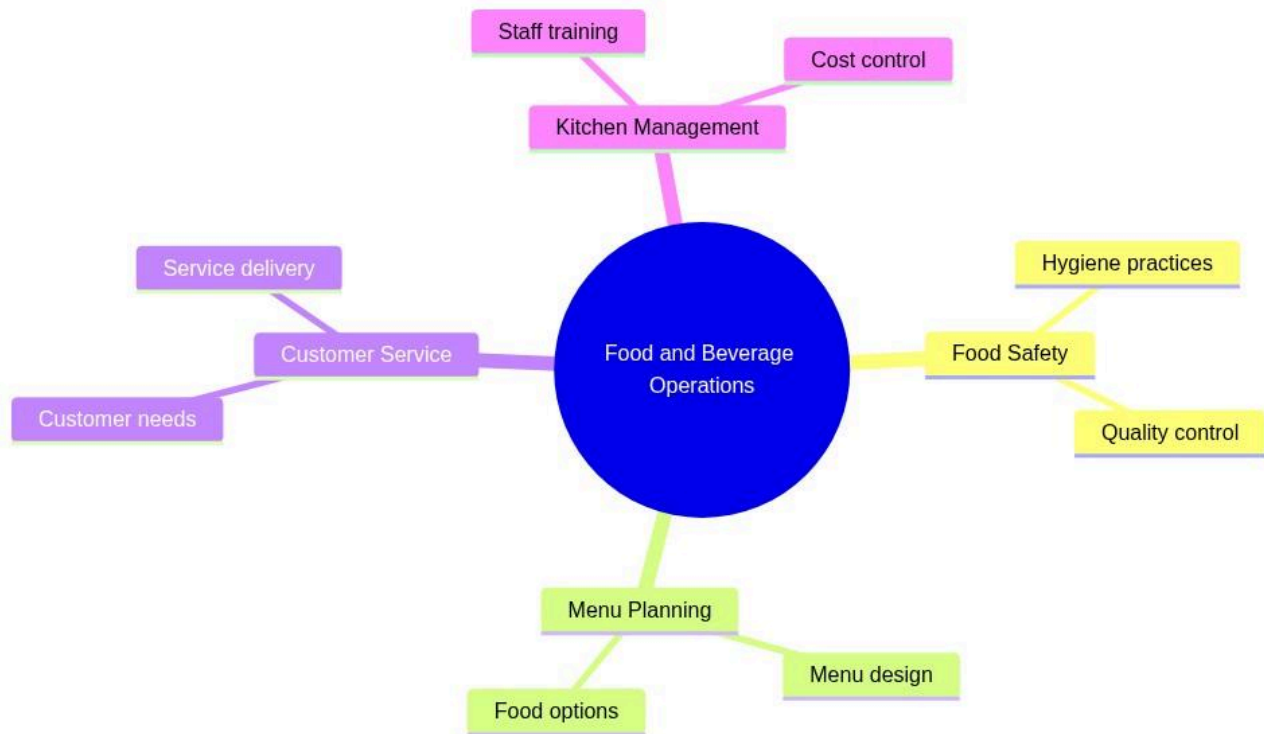 Staff training
Cost control
Kitchen Management
Service delivery
Hygiene practices
Customer Service
Food and Beverage
Operations
Food Safety
Customer needs
Quality control
Menu Planning
Menu design
Food options